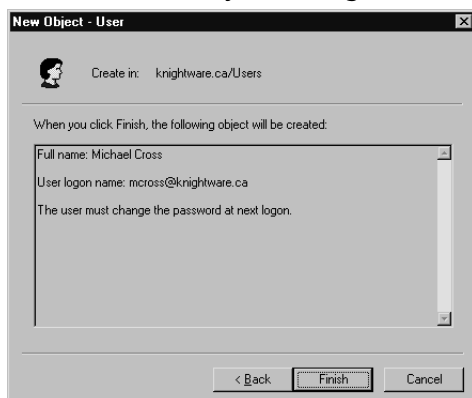 New Object - User
Create in: knightware.ca/Users
When you click Finish, the following object will be created:
Full name: Michael Cross
User logon name: mcross@knightware.ca
The user must change the password at next logon.
< Back Finish Cancel